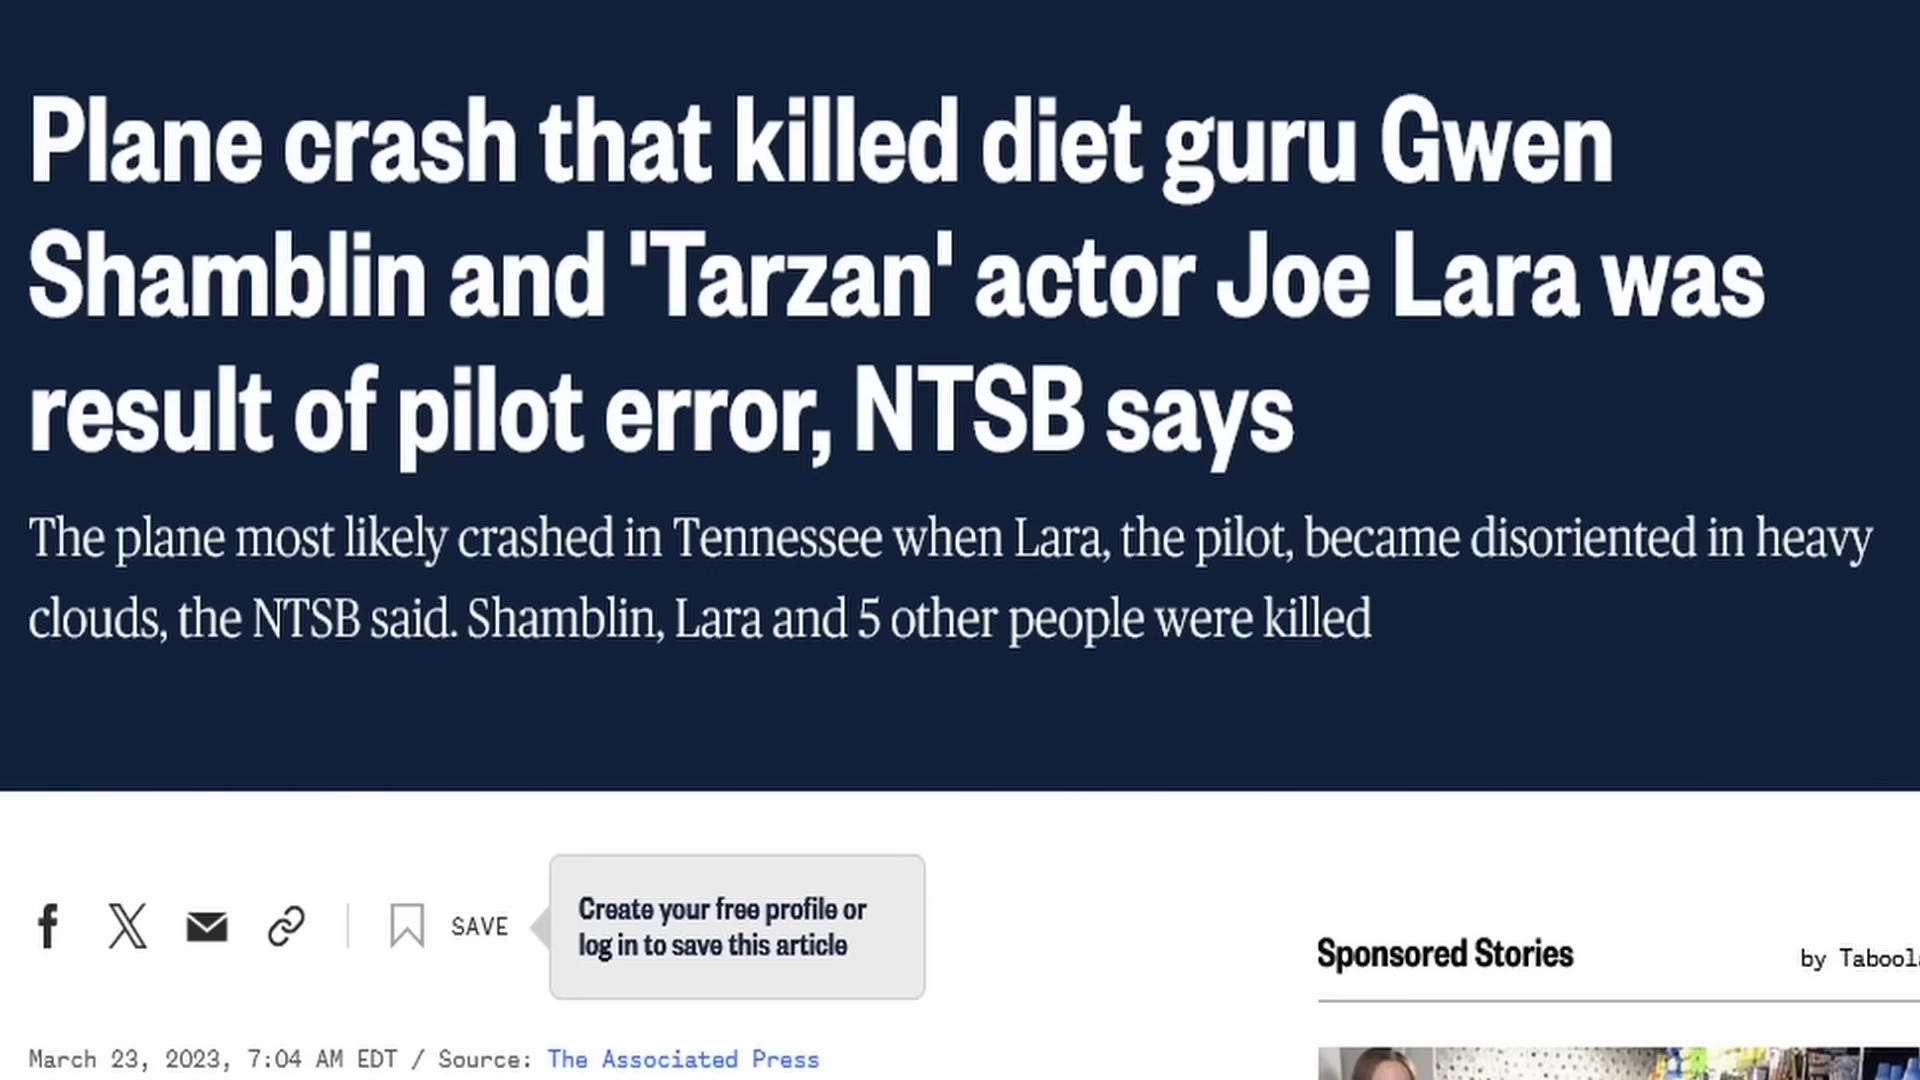 Plane crash that killed diet guru Gwen
Shamblin and 'Tarzan' actor Joe Lara was
result of pilot error, NTSB says
The plane most likely crashed in Tennessee when Lara, the pilot, became disoriented in heavy
clouds, the NTSB said. Shamblin, Lara and 5 other people were killed
SAVE
Create your free profile or
log in to save this article
Sponsored Stories
by Taboola
March 23, 2023, 7:04 AM EDT / Source: The Associated Press